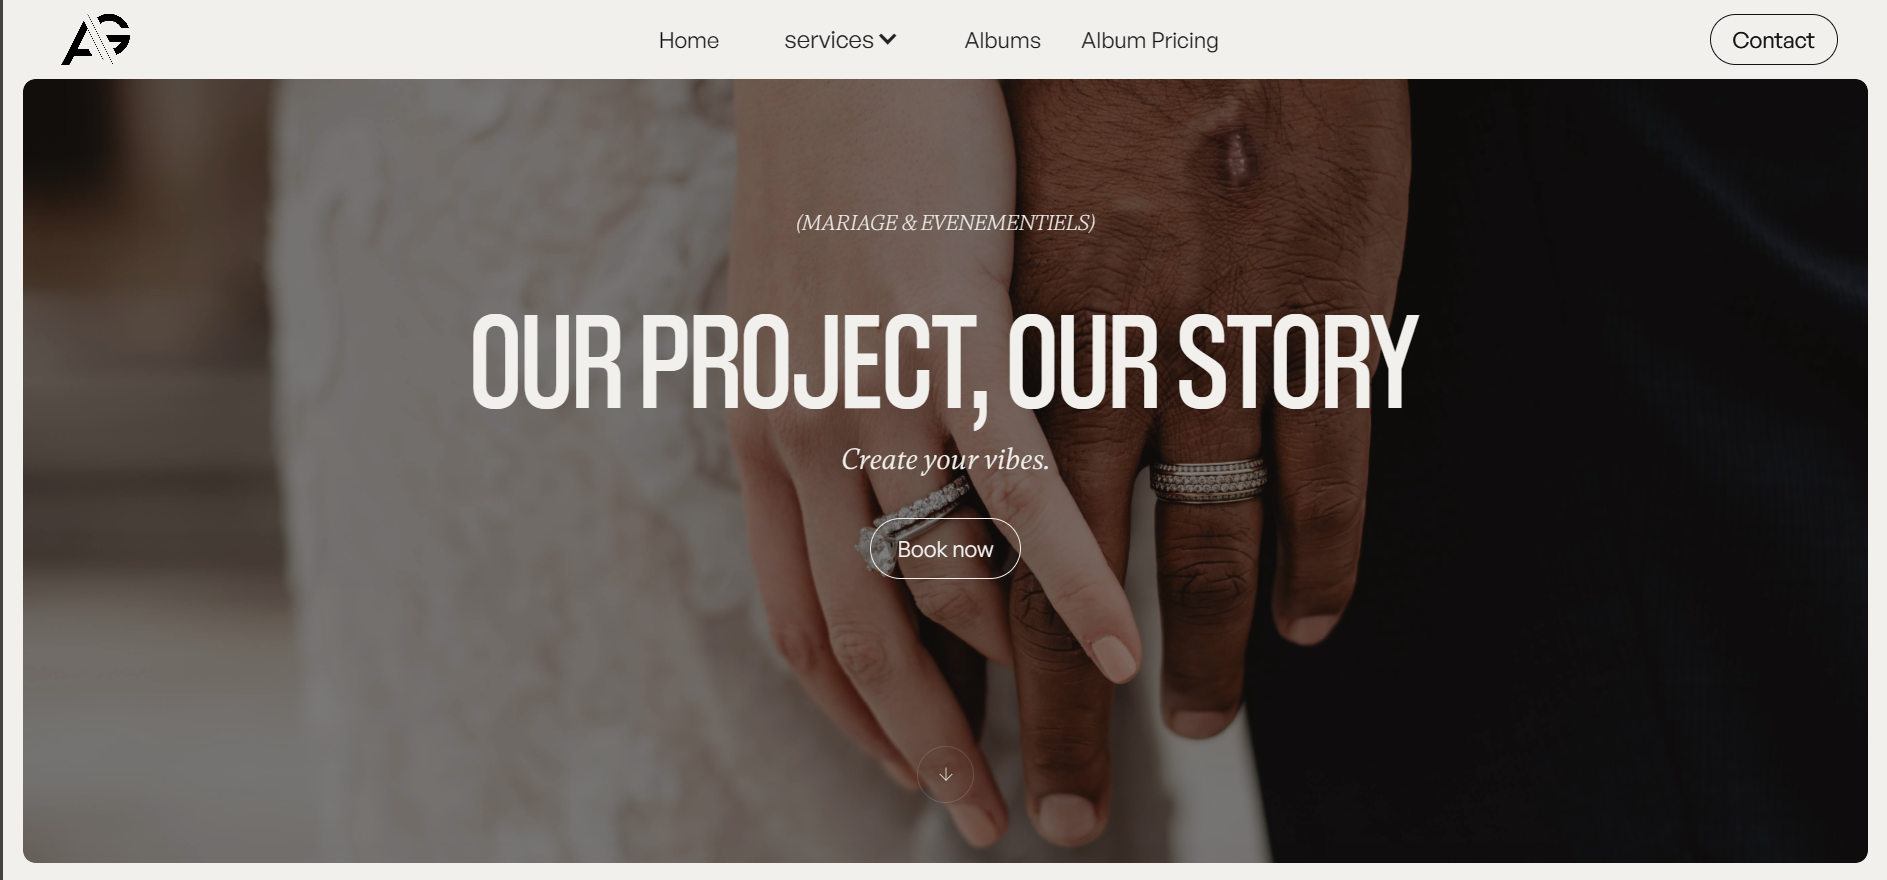 AG
Home services Albums Album Pricing Contact
(MARIAGE & EVENEMENTIELS)
OUR PROJECT, OUR STORY
Create your vibes.
Book now